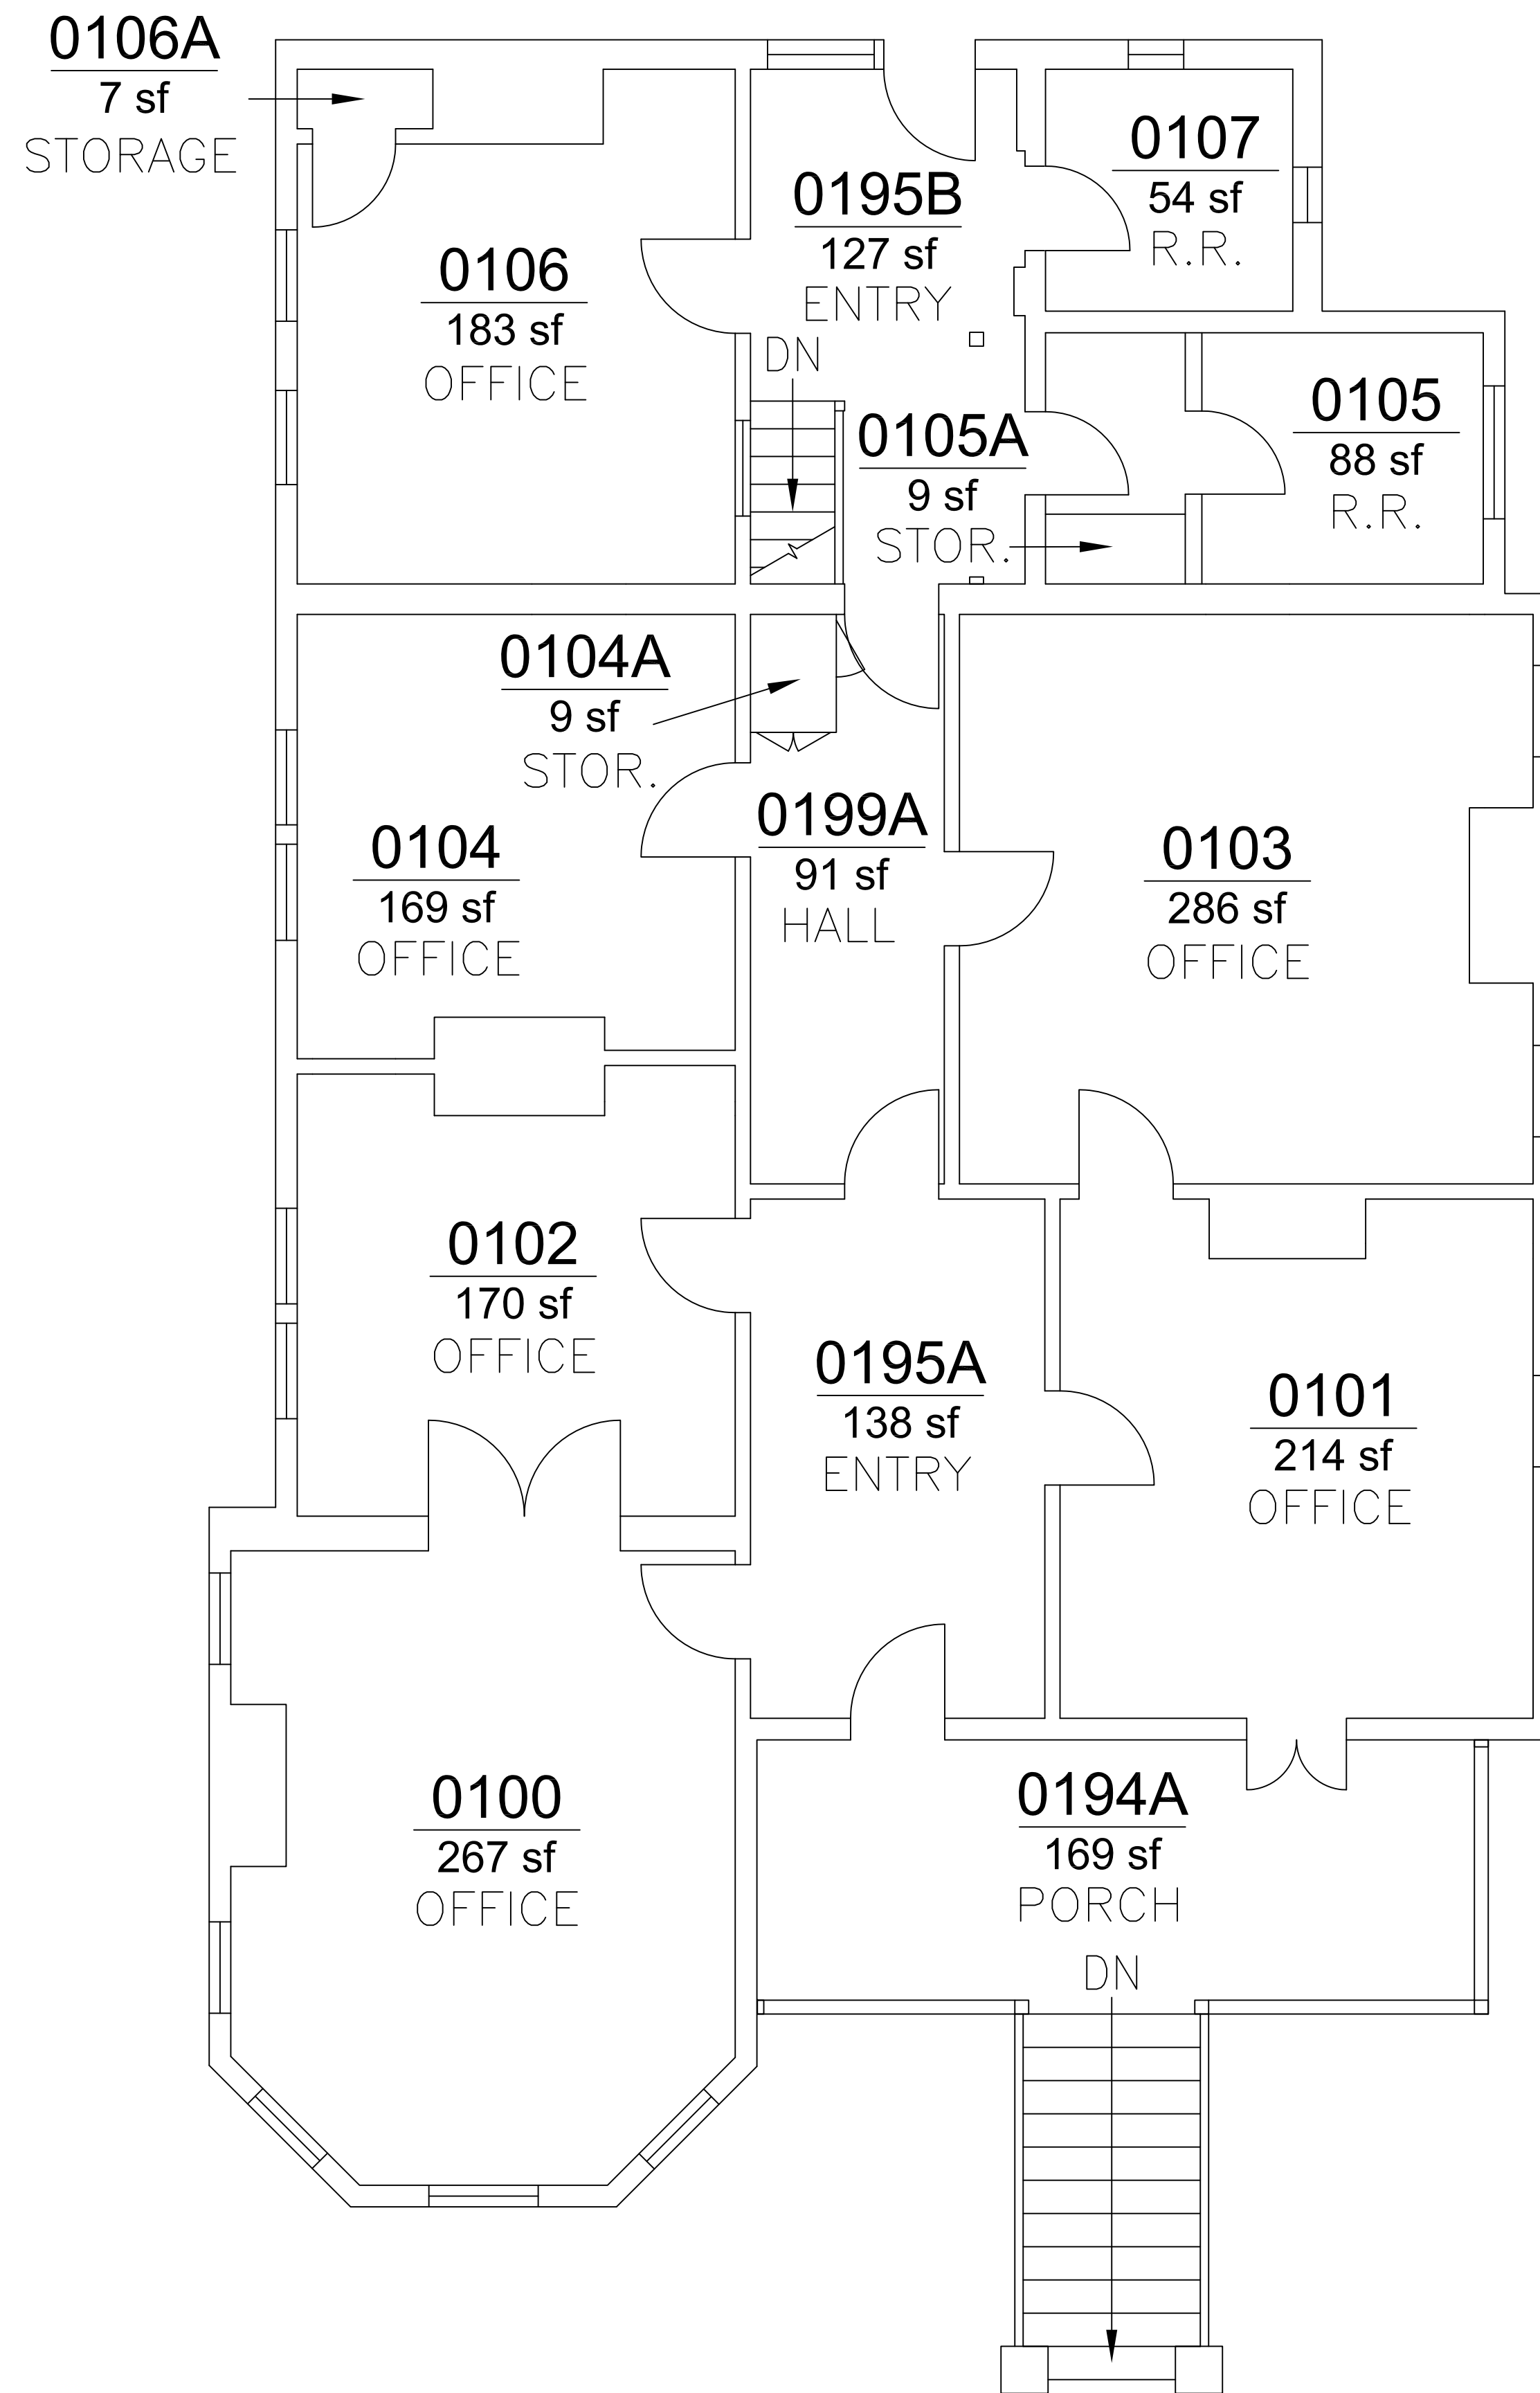 0106A
7 sf
STORAGE
0107
54 sf
R.R.
0195B
127 sf
ENTRY
DN
0106
183 sf
OFFICE
0105
88 sf
R.R.
0105A
9 sf
STOR.
0104A
9 sf
STOR.
0199A
91 sf
HALL
0104
169 sf
OFFICE
0103
286 sf
OFFICE
0102
170 sf
OFFICE
0195A
138 sf
ENTRY
0101
214 sf
OFFICE
0100
267 sf
OFFICE
0194A
169 sf
PORCH
DN